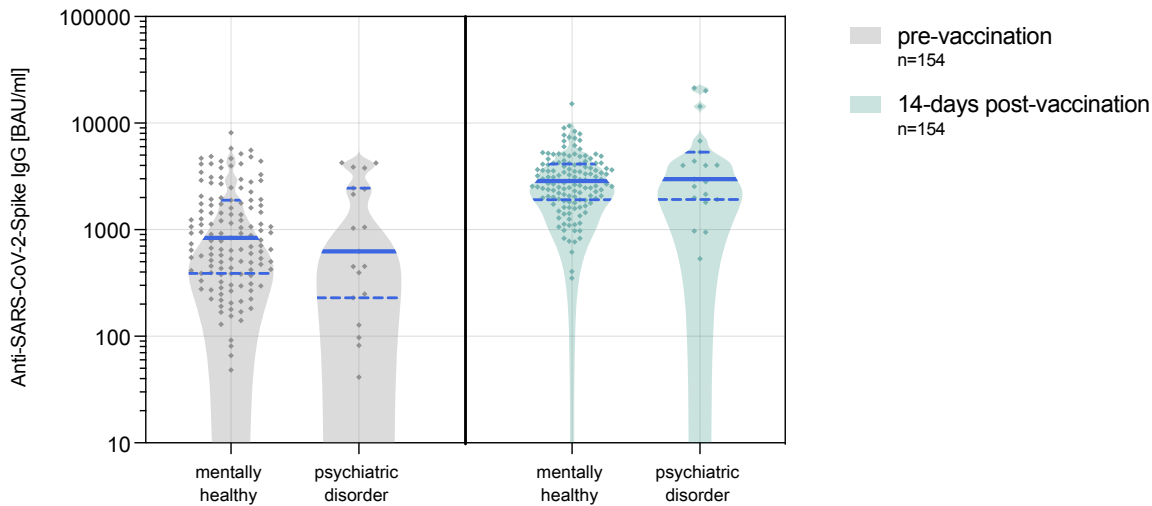 Anti-SARS-CoV-2-Spike IgG [BAU/ml]
100000
10000
1000
100
10
mentally
healthy
psychiatric
disorder
mentally
healthy
psychiatric
disorder
pre-vaccination
n=154
14-days post-vaccination
n=154